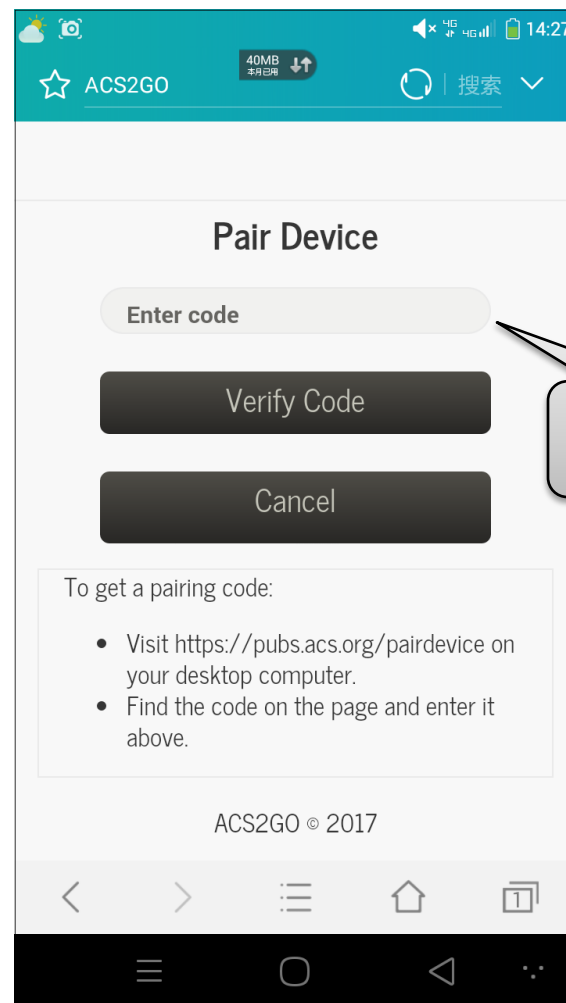 4G 4G 14:27
ACS2GO
40MB
本月已用
搜索
Pair Device
Enter code
Verify Code
Cancel
To get a pairing code:
• Visit https://pubs.acs.org/pairdevice on
your desktop computer.
• Find the code on the page and enter it
above.
ACS2GO © 2017
1